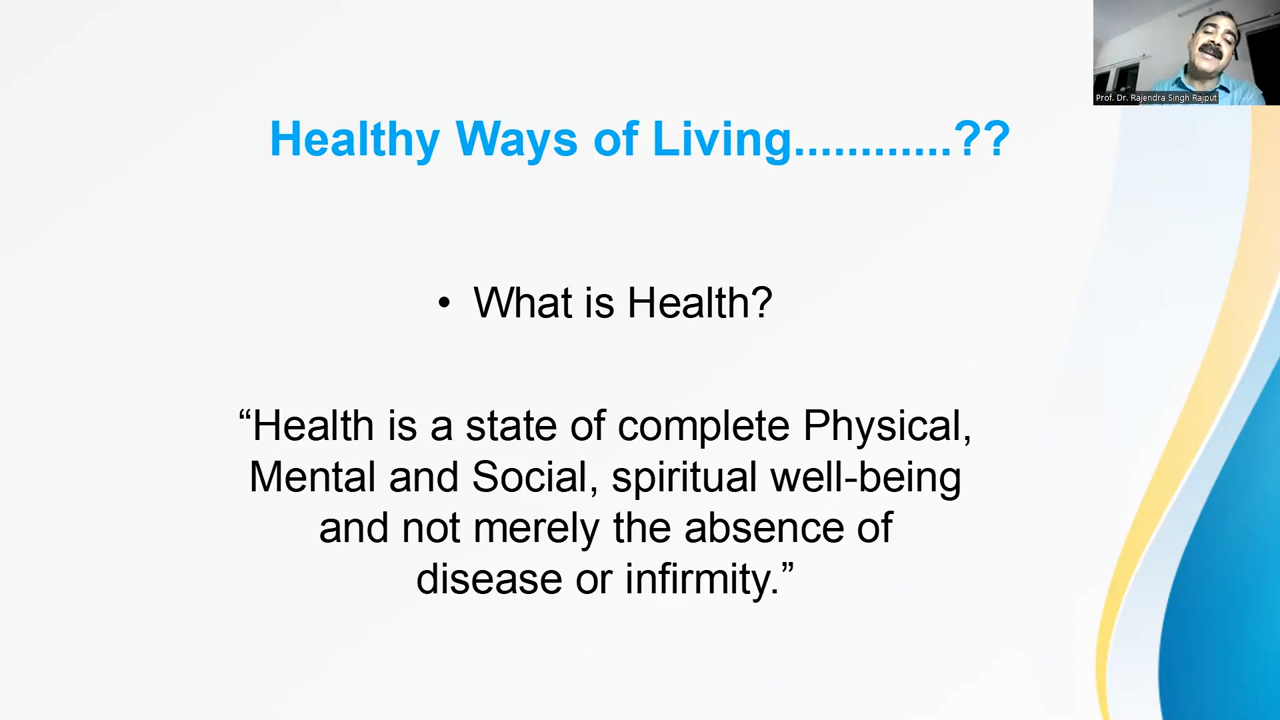 Prof. Dr. Rajendra Singh Rajput
Healthy Ways of Living............??
• What is Health?
“Health is a state of complete Physical,
Mental and Social, spiritual well-being
and not merely the absence of
disease or infirmity.”